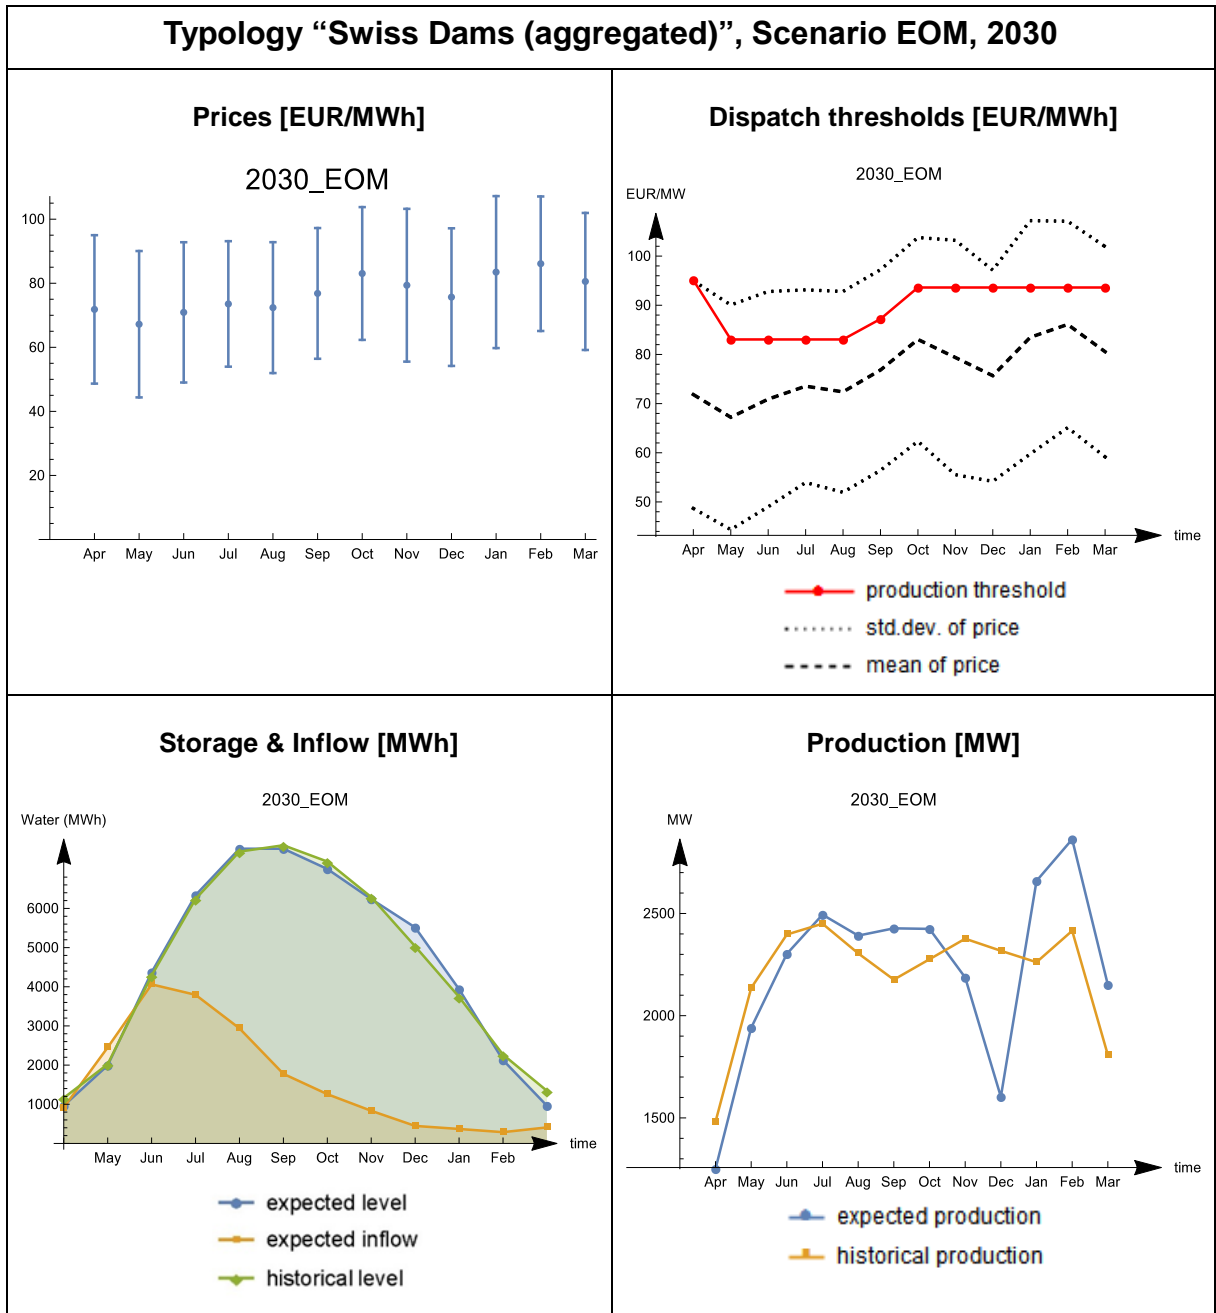 Typology “Swiss Dams (aggregated)”, Scenario EOM, 2030
Prices [EUR/MWh]
2030_EOM
100
80
60
40
20
Apr May Jun Jul Aug Sep Oct Nov Dec Jan Feb Mar
Dispatch thresholds [EUR/MWh]
2030_EOM
EUR/MW
100
90
80
70
60
50
Apr May Jun Jul Aug Sep Oct Nov Dec Jan Feb Mar
time
production threshold
std.dev. of price
mean of price
Storage & Inflow [MWh]
2030_EOM
Water (MWh)
6000
5000
4000
3000
2000
1000
May Jun Jul Aug Sep Oct Nov Dec Jan Feb
time
expected level
expected inflow
historical level
Production [MW]
2030_EOM
MW
2500
2000
1500
Apr May Jun Jul Aug Sep Oct Nov Dec Jan Feb Mar
time
expected production
historical production